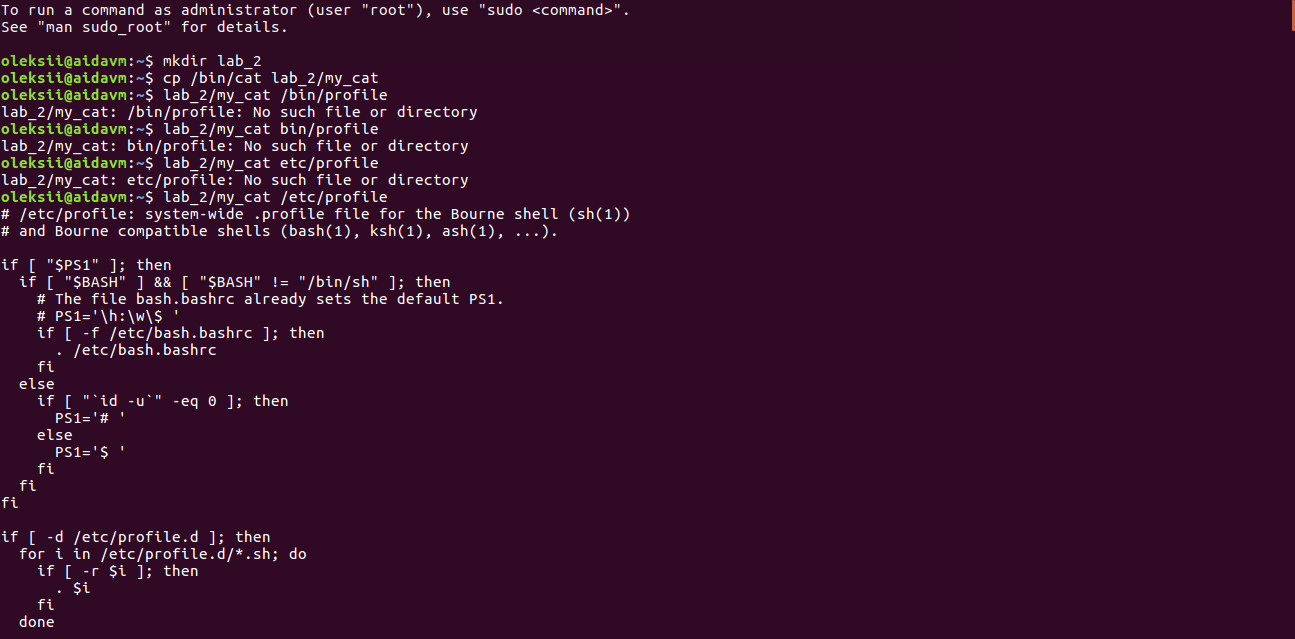 To run a command as administrator (user "root"), use "sudo <command>".
See "man sudo_root" for details.

oleksii@aidavm:~$ mkdir lab_2
oleksii@aidavm:~$ cp /bin/cat lab_2/my_cat
oleksii@aidavm:~$ lab_2/my_cat /bin/profile
lab_2/my_cat: /bin/profile: No such file or directory
oleksii@aidavm:~$ lab_2/my_cat bin/profile
lab_2/my_cat: bin/profile: No such file or directory
oleksii@aidavm:~$ lab_2/my_cat etc/profile
lab_2/my_cat: etc/profile: No such file or directory
oleksii@aidavm:~$ lab_2/my_cat /etc/profile
# /etc/profile: system-wide .profile file for the Bourne shell (sh(1))
# and Bourne compatible shells (bash(1), ksh(1), ash(1), ...).

if [ "$PS1" ]; then
  if [ "$BASH" ] && [ "$BASH" != "/bin/sh" ]; then
    # The file bash.bashrc already sets the default PS1.
    # PS1='\h:\w\$ '
    if [ -f /etc/bash.bashrc ]; then
      . /etc/bash.bashrc
    fi
  else
    if [ "`id -u`" -eq 0 ]; then
      PS1='# '
    else
      PS1='$ '
    fi
  fi
fi

if [ -d /etc/profile.d ]; then
  for i in /etc/profile.d/*.sh; do
    if [ -r $i ]; then
      . $i
    fi
  done